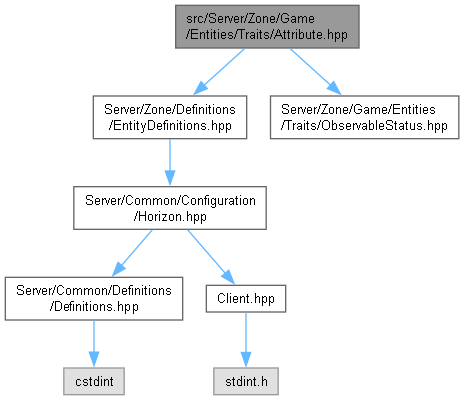 src/Server/Zone/Game
/Entities/Traits/Attribute.hpp
Server/Zone/Definitions
/EntityDefinitions.hpp
Server/Zone/Game/Entities
/Traits/ObservableStatus.hpp
Server/Common/Configuration
/Horizon.hpp
Server/Common/Definitions
/Definitions.hpp
Client.hpp
cstdint
stdint.h